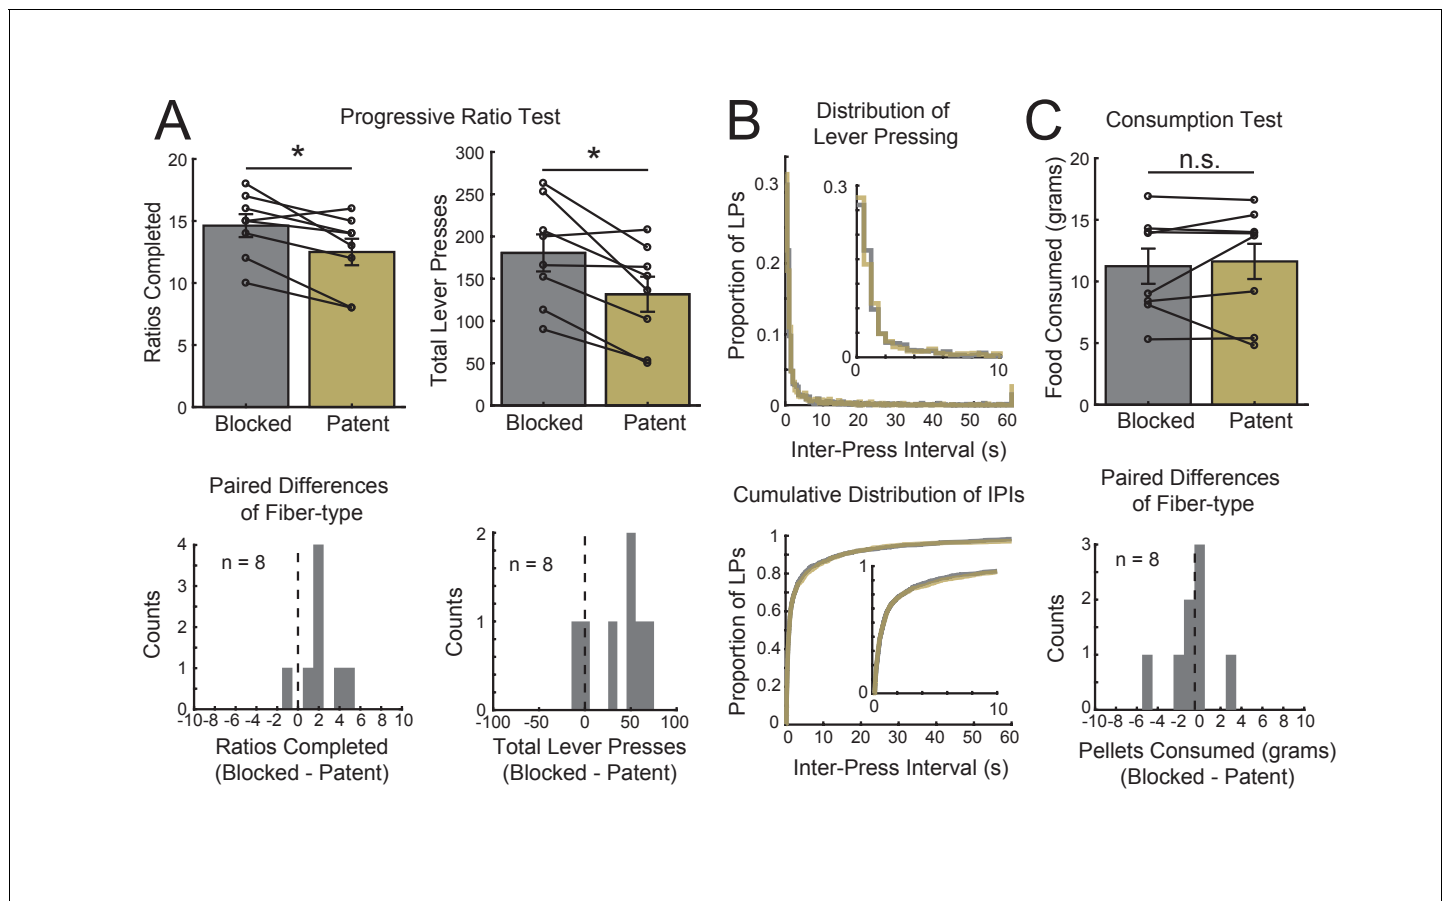 A
Progressive Ratio Test
Ratios Completed
20
15
10
5
0
*
Blocked
Patent
Total Lever Presses
300
250
200
150
100
50
0
*
Blocked
Patent
Paired Differences
of Fiber-type
Counts
4
2
1
0
n = 8
-10
-8
-6
-4
-2
0
2
4
6
8
10
Ratios Completed
(Blocked - Patent)
Counts
2
1
0
n = 8
-100
-50
0
50
100
Total Lever Presses
(Blocked - Patent)
B
Distribution of
Lever Pressing
Proportion of LPs
0.3
0.2
0.1
0
0.3
0
0
10
0
10
20
30
40
50
60
Inter-Press Interval (s)
Cumulative Distribution of IPIs
Proportion of LPs
1
0.8
0.6
0.4
0.2
0
1
0
0
10
0
10
20
30
40
50
60
Inter-Press Interval (s)
C
Consumption Test
Food Consumed (grams)
20
15
10
5
0
n.s.
Blocked
Patent
Paired Differences
of Fiber-type
Counts
3
2
1
0
n = 8
-10
-8
-6
-4
-2
0
2
4
6
8
10
Pellets Consumed (grams)
(Blocked - Patent)